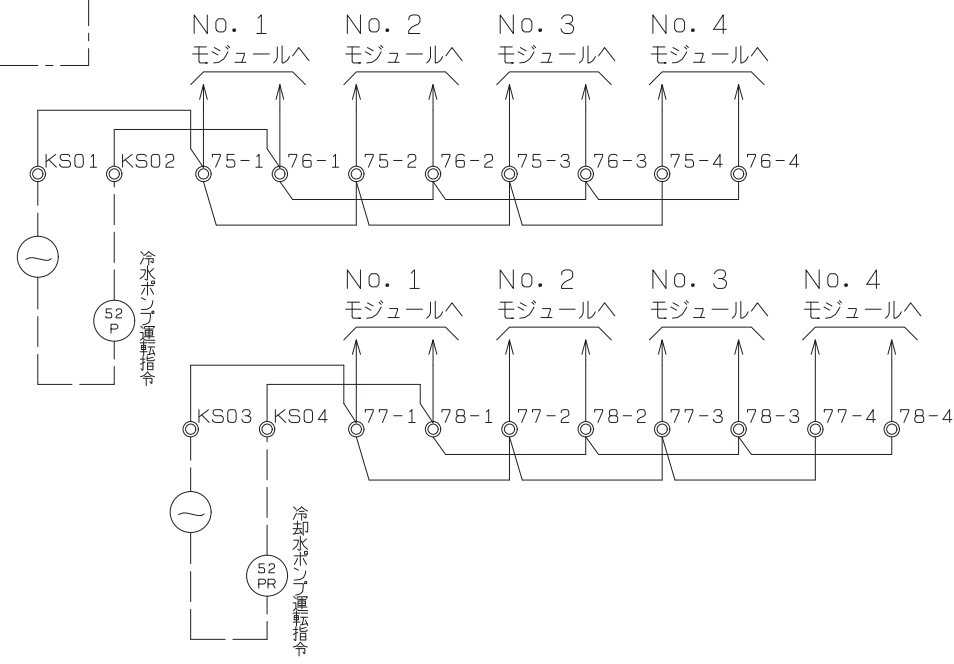 No. 1 No. 2 No. 3 No. 4
モジュールへ モジュールへ モジュールへ モジュールへ
KS01 KS02 75-1 76-1 75-2 76-2 75-3 76-3 75-4 76-4
52
P
冷水ポンプ運転指令
No. 1 No. 2 No. 3 No. 4
モジュールへ モジュールへ モジュールへ モジュールへ
KS03 KS04 77-1 78-1 77-2 78-2 77-3 78-3 77-4 78-4
52
PR
冷却水ポンプ運転指令